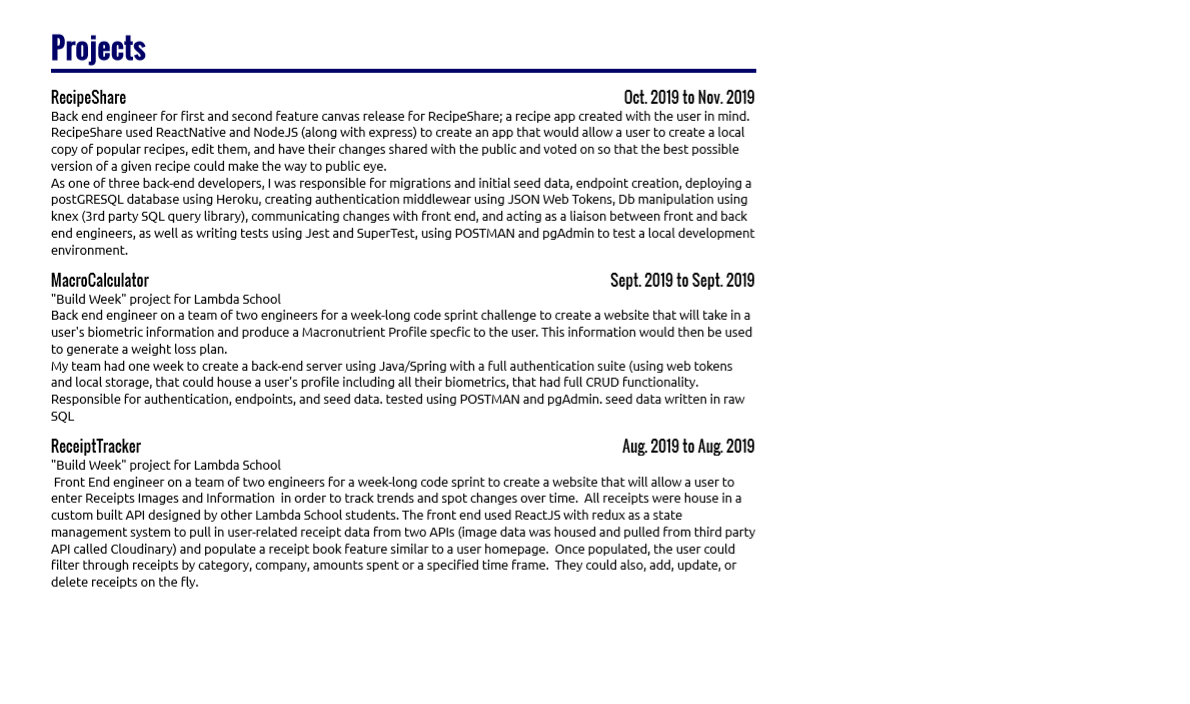 Projects
RecipeShare Oct. 2019 to Nov. 2019
Back end engineer for first and second feature canvas release for RecipeShare; a recipe app created with the user in mind.
RecipeShare used ReactNative and NodeJS (along with express) to create an app that would allow a user to create a local
copy of popular recipes, edit them, and have their changes shared with the public and voted on so that the best possible
version of a given recipe could make the way to public eye.
As one of three back-end developers, I was responsible for migrations and initial seed data, endpoint creation, deploying a
postGRESQL database using Heroku, creating authentication middlewear using JSON Web Tokens, Db manipulation using
knex (3rd party SQL query library), communicating changes with front end, and acting as a liaison between front and back
end engineers, as well as writing tests using Jest and SuperTest, using POSTMAN and pgAdmin to test a local development
environment.
MacroCalculator Sept. 2019 to Sept. 2019
"Build Week" project for Lambda School
Back end engineer on a team of two engineers for a week-long code sprint challenge to create a website that will take in a
user's biometric information and produce a Macronutrient Profile specfic to the user. This information would then be used
to generate a weight loss plan.
My team had one week to create a back-end server using Java/Spring with a full authentication suite (using web tokens
and local storage, that could house a user's profile including all their biometrics, that had full CRUD functionality.
Responsible for authentication, endpoints, and seed data. tested using POSTMAN and pgAdmin. seed data written in raw
SQL
ReceiptTracker Aug. 2019 to Aug. 2019
"Build Week" project for Lambda School
Front End engineer on a team of two engineers for a week-long code sprint to create a website that will allow a user to
enter Receipts Images and Information  in order to track trends and spot changes over time.  All receipts were house in a
custom built API designed by other Lambda School students. The front end used ReactJS with redux as a state
management system to pull in user-related receipt data from two APIs (image data was housed and pulled from third party
API called Cloudinary) and populate a receipt book feature similar to a user homepage.  Once populated, the user could
filter through receipts by category, company, amounts spent or a specified time frame.  They could also, add, update, or
delete receipts on the fly.